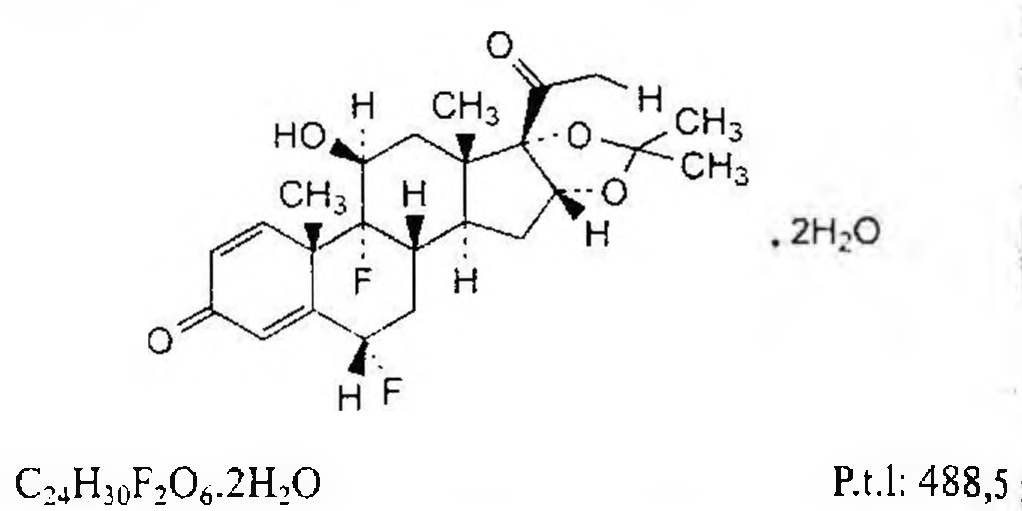 O
H CH₃ H
HO O CH₃
CH₃
CH₃ H O
H . 2H₂O
F H
O
H F
C₂₄H₃₀F₂O₆.2H₂O P.t.l: 488,5